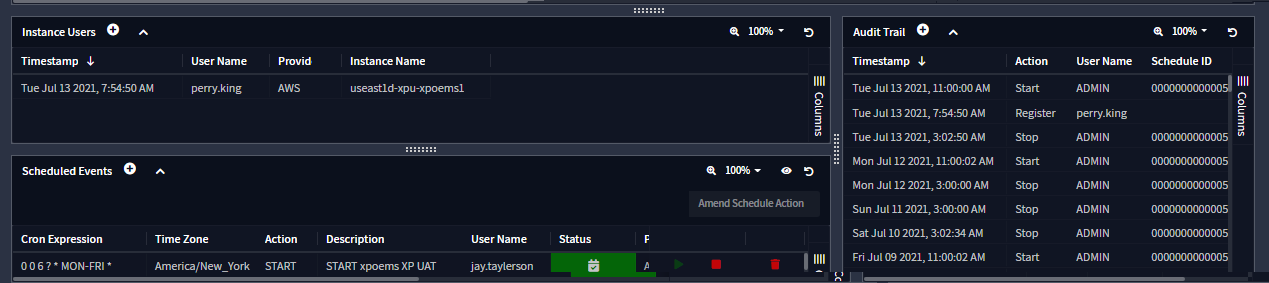 Instance Users 100%
Timestamp User Name Provid Instance Name
Tue Jul 13 2021, 7:54:50 AM perry.king AWS useast1d-xpu-xpoems1
Columns
Scheduled Events 100%
Amend Schedule Action
Cron Expression Time Zone Action Description User Name Status
0 0 6 ? * MON-FRI * America/New_York START START xpoems XP UAT jay.taylerson
Audit Trail 100%
Timestamp Action User Name Schedule ID
Tue Jul 13 2021, 11:00:00 AM Start ADMIN 0000000000005
Tue Jul 13 2021, 7:54:50 AM Register perry.king
Tue Jul 13 2021, 3:02:50 AM Stop ADMIN 0000000000005
Mon Jul 12 2021, 11:00:02 AM Start ADMIN 0000000000005
Mon Jul 12 2021, 3:00:00 AM Stop ADMIN 0000000000005
Sun Jul 11 2021, 3:00:00 AM Stop ADMIN 0000000000005
Sat Jul 10 2021, 3:02:34 AM Stop ADMIN 0000000000005
Fri Jul 09 2021, 11:00:02 AM Start ADMIN 0000000000005
Columns